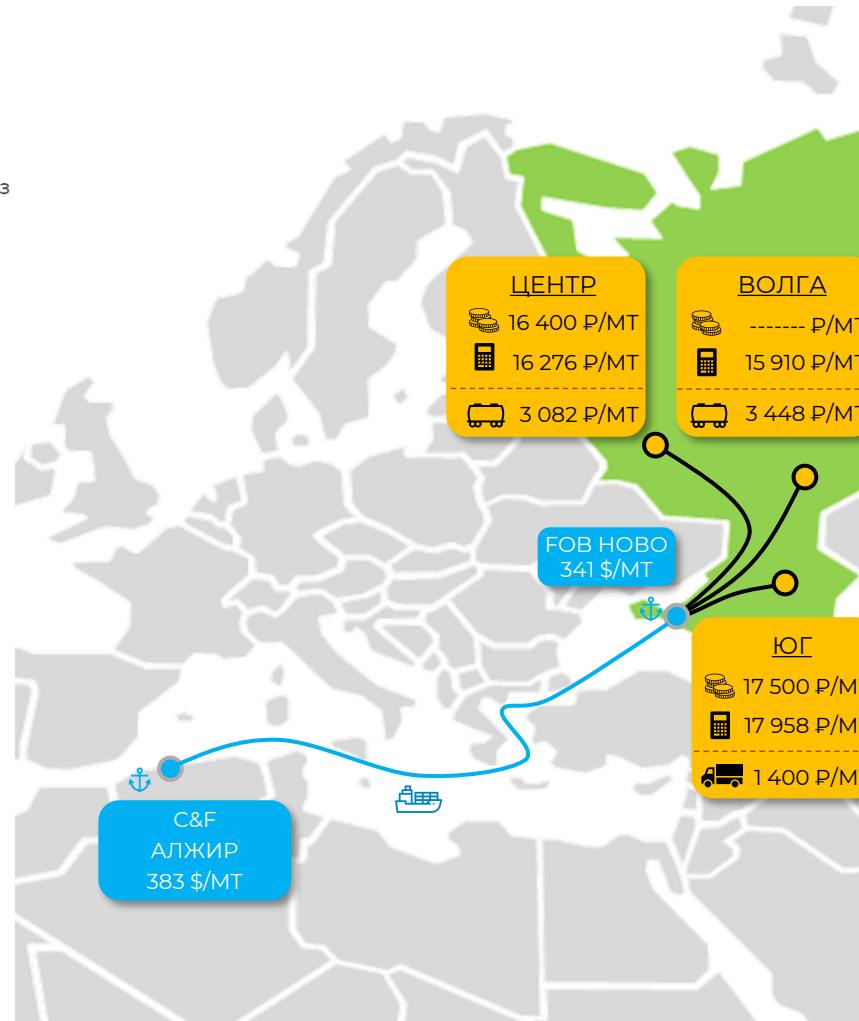 з
ЦЕНТР
16 400 ₽/МТ
16 276 ₽/МТ
3 082 ₽/МТ
ВОЛГА
------- ₽/МТ
15 910 ₽/МТ
3 448 ₽/МТ
FOB НОВО
341 $/МТ
ЮГ
17 500 ₽/М
17 958 ₽/М
1 400 ₽/М
C&F
АЛЖИР
383 $/МТ